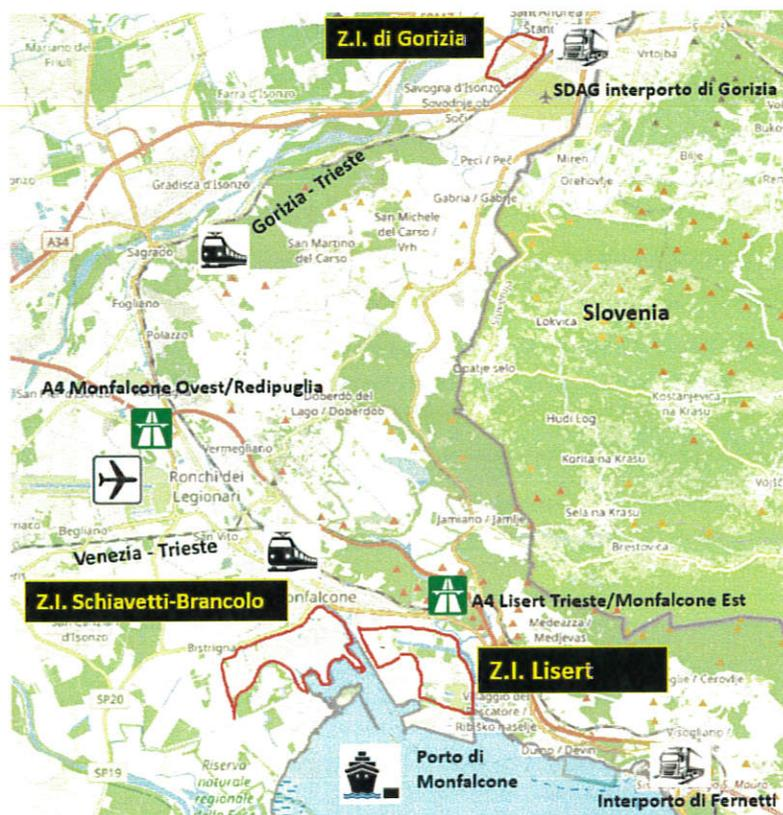 Sant'Andrea
Z.I. di Gorizia
Mariano del
Friuli
Vrtojba
SDAG interporto di Gorizia
Farra d'Isonzo
Savogna d'Isonzo
Sovodnje ob
Soči
Peci / Peč
Miren
Bilje
Orehovlje
Gradisca d'Isonzo
Gabria / Gabrje
Gorizia - Trieste
San Michele
del Carso /
Vrh
A34
San Martino
del Carso
Sagrado
Fogliano
Slovenia
Lokvica
Polazzo
Opatje selo
A4 Monfalcone Ovest/Redipuglia
Doberdò del
Lago / Doberdob
Kostanjevica
na Krasu
Hudi Log
Vermegliano
Korita na Krasu
Ronchi dei
Legionari
Sela na Krasu
Jamiano / Jamlje
Begliano
San Vito
Brestovica
Venezia - Trieste
Z.I. Schiavetti-Brancolo
A4 Lisert Trieste/Monfalcone Est
Medeazza /
Medjevas
d'Isonzo
Bistrigna
Z.I. Lisert
SP20
Villaggio del
Pescatore /
Ribiško naselje
Visogliano /
Duino / Devin
Porto di
Monfalcone
SP19
Riserva
naturale
regionale
Interporto di Fernetti